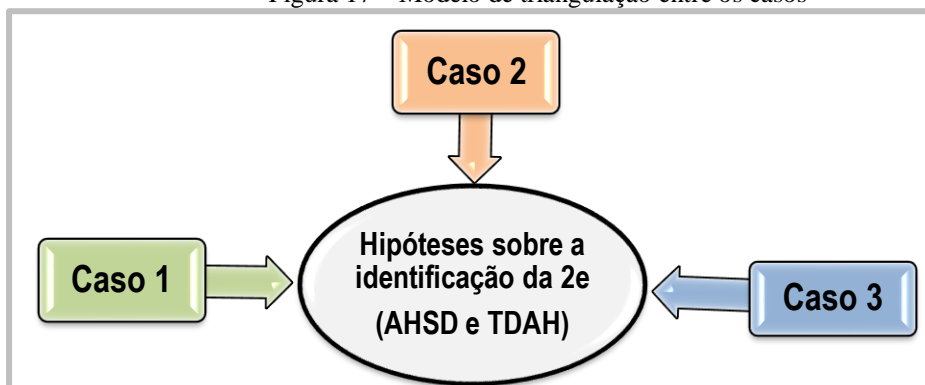 Figura 17 – Modelo de triangulação entre os casos
Caso 2
Caso 1
Hipóteses sobre a
identificação da 2e
(AHSD e TDAH)
Caso 3